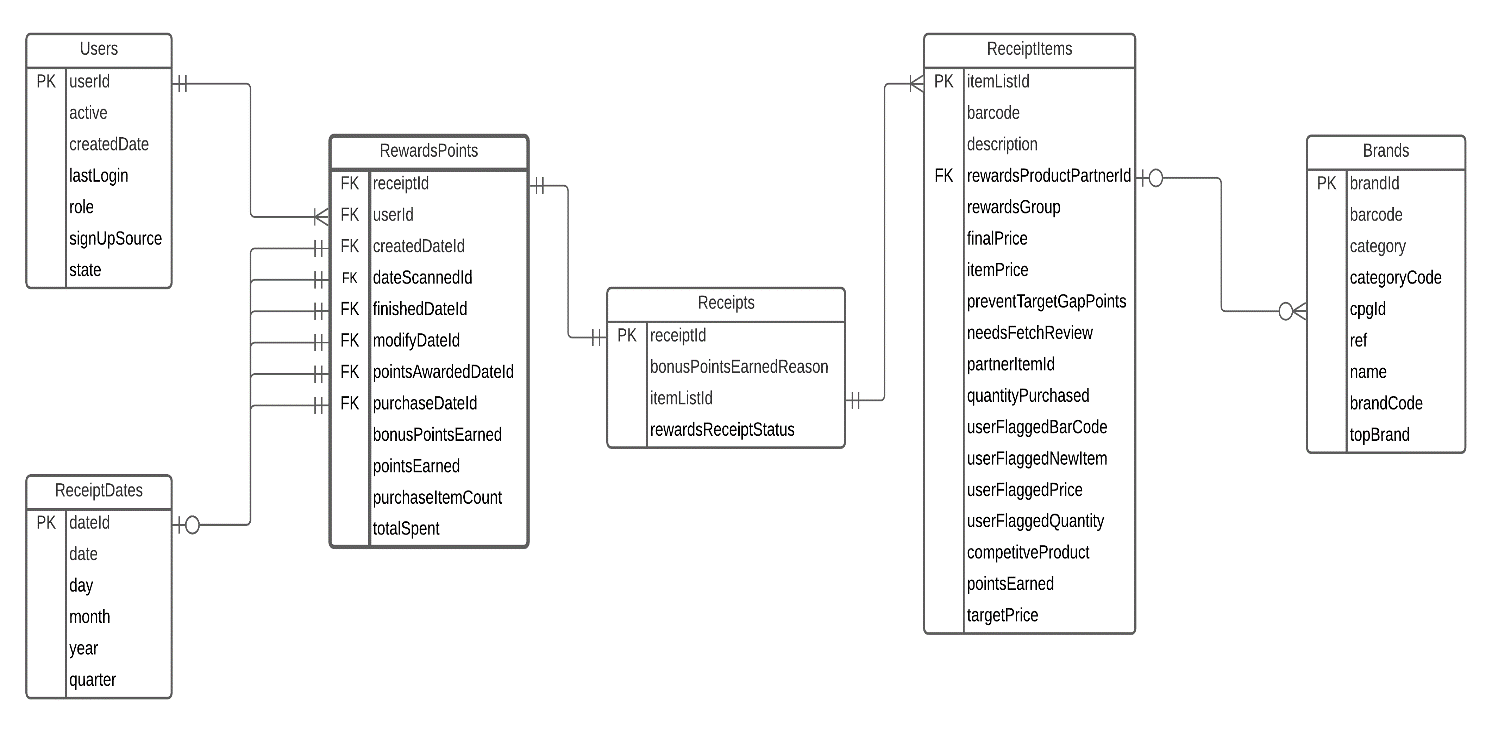 Users
PK userId
active
createdDate
lastLogin
role
signUpSource
state
ReceiptDates
PK dateId
date
day
month
year
quarter
RewardsPoints
FK receiptId
FK userId
FK createdDateId
FK dateScannedId
FK finishedDateId
FK modifyDateId
FK pointsAwardedDateId
FK purchaseDateId
bonusPointsEarned
pointsEarned
purchaseItemCount
totalSpent
Receipts
PK receiptId
bonusPointsEarnedReason
itemListId
rewardsReceiptStatus
ReceiptItems
PK itemListId
barcode
description
FK rewardsProductPartnerId
rewardsGroup
finalPrice
itemPrice
preventTargetGapPoints
needsFetchReview
partnerItemId
quantityPurchased
userFlaggedBarCode
userFlaggedNewItem
userFlaggedPrice
userFlaggedQuantity
competitveProduct
pointsEarned
targetPrice
Brands
PK brandId
barcode
category
categoryCode
cpgId
ref
name
brandCode
topBrand